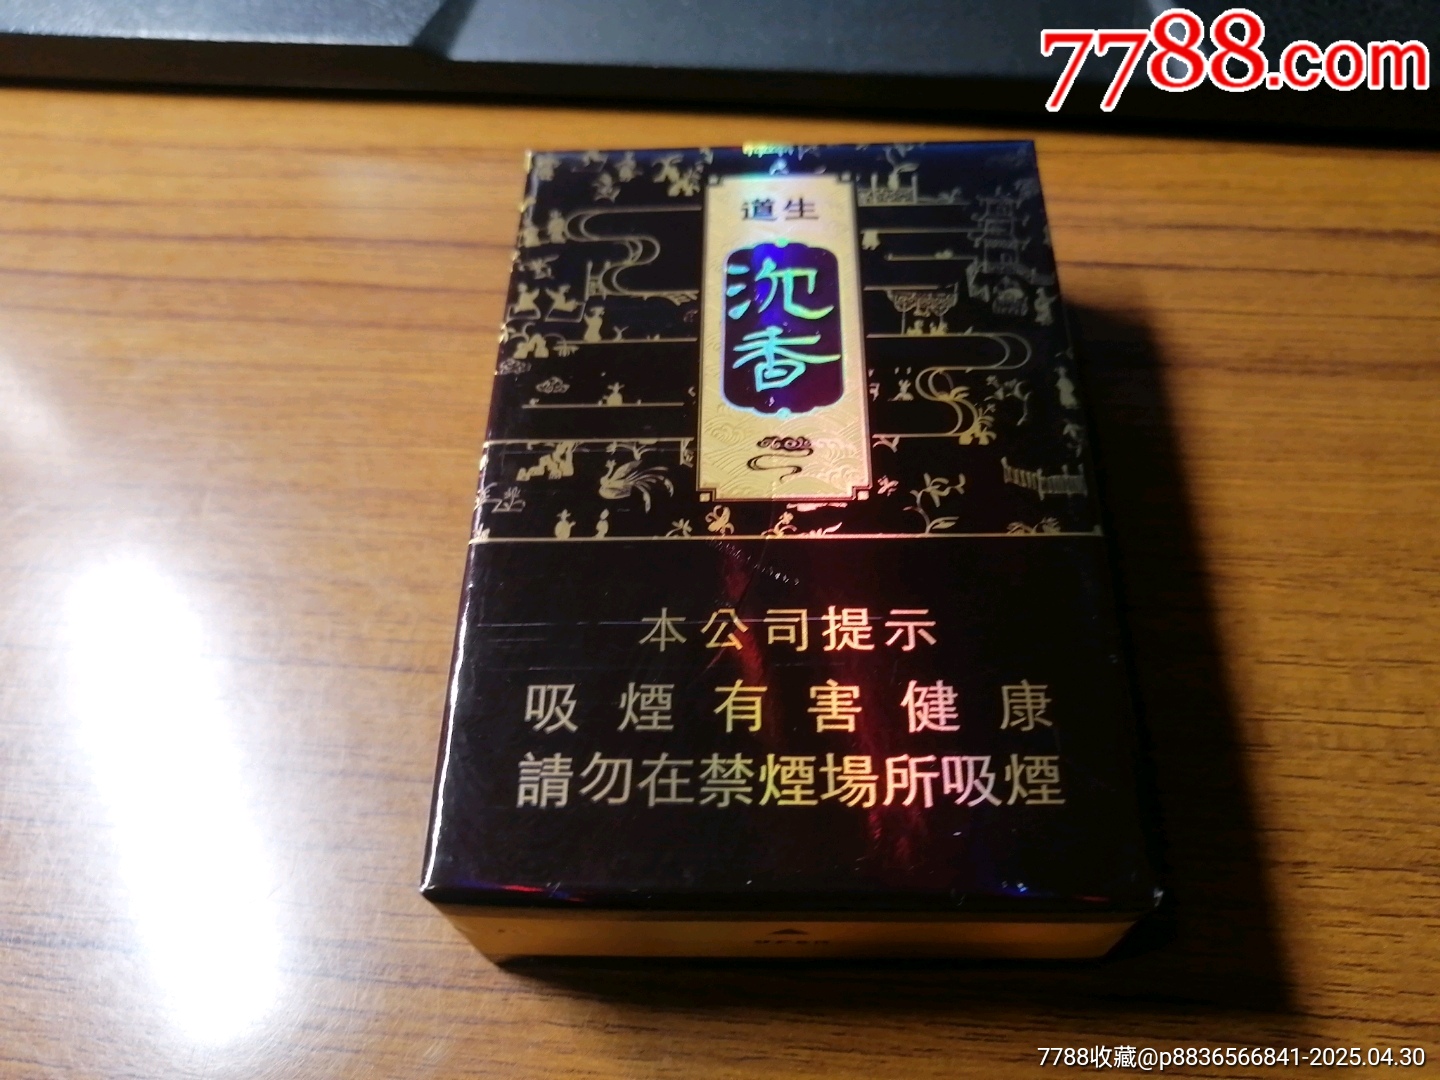 7788.com
道生
沉香
本公司提示
吸煙有害健康
請勿在禁煙場所吸煙
7788收藏@p8836566841-2025.04.30